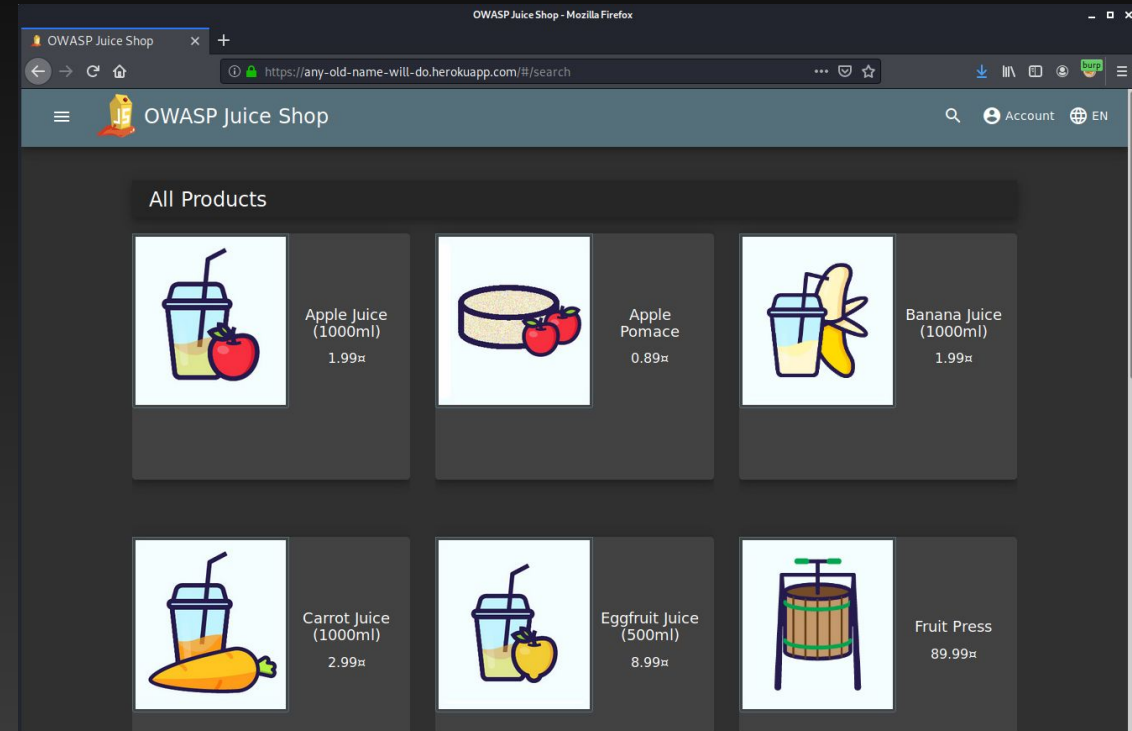 OWASP Juice Shop - Mozilla Firefox
OWASP Juice Shop
https://any-old-name-will-do.herokuapp.com/#/search
burp
JS
OWASP Juice Shop
Account
EN
All Products
Apple Juice
(1000ml)
1.99¤
Apple
Pomace
0.89¤
Banana Juice
(1000ml)
1.99¤
Carrot Juice
(1000ml)
2.99¤
Eggfruit Juice
(500ml)
8.99¤
Fruit Press
89.99¤